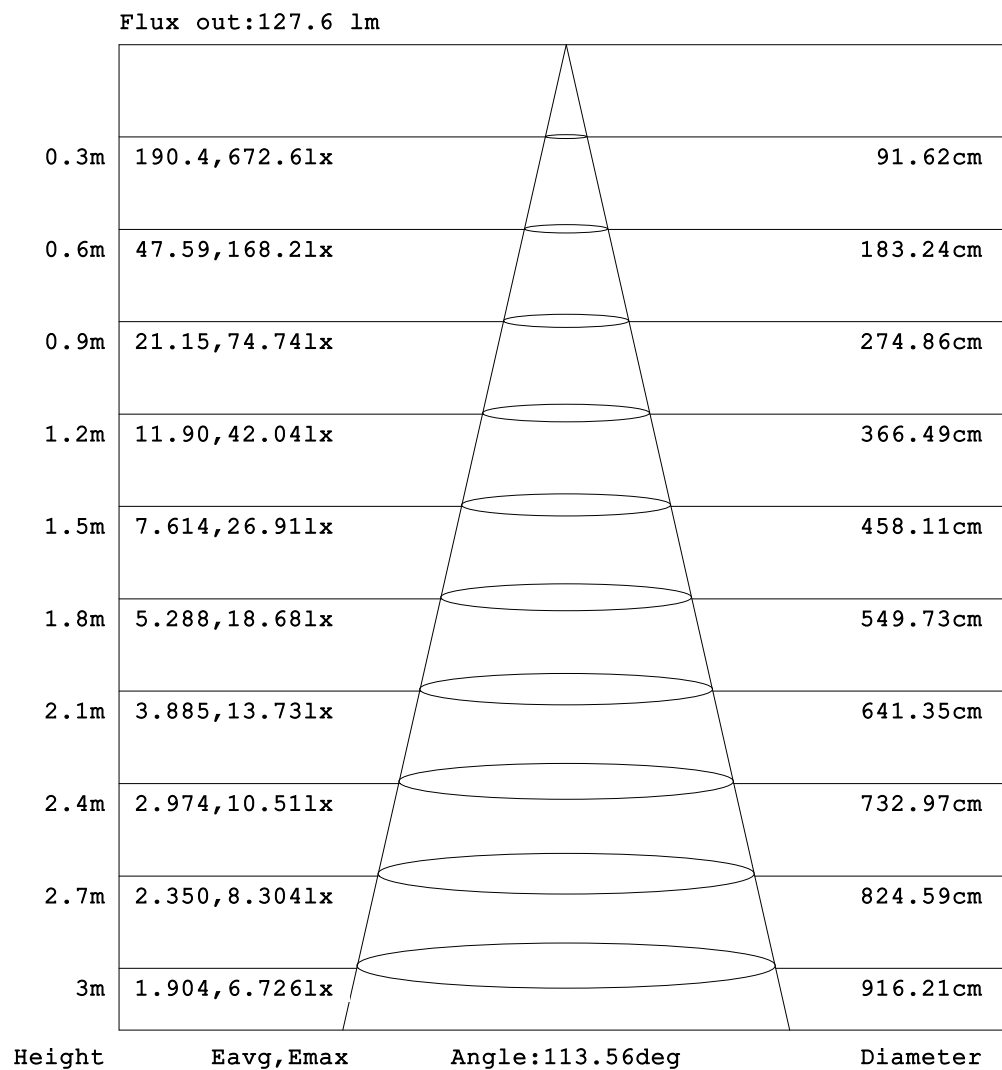 Flux out:127.6 lm
0.3m 190.4,672.6lx 91.62cm
0.6m 47.59,168.2lx 183.24cm
0.9m 21.15,74.74lx 274.86cm
1.2m 11.90,42.04lx 366.49cm
1.5m 7.614,26.91lx 458.11cm
1.8m 5.288,18.68lx 549.73cm
2.1m 3.885,13.73lx 641.35cm
2.4m 2.974,10.51lx 732.97cm
2.7m 2.350,8.304lx 824.59cm
3m 1.904,6.726lx 916.21cm
Height Eavg,Emax Angle:113.56deg Diameter